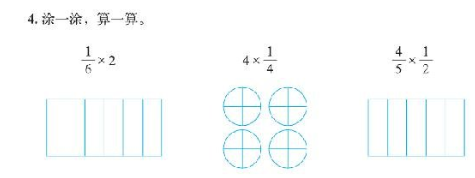 4. 涂一涂，算一算。
1/6 × 2  4 × 1/4  4/5 × 1/2